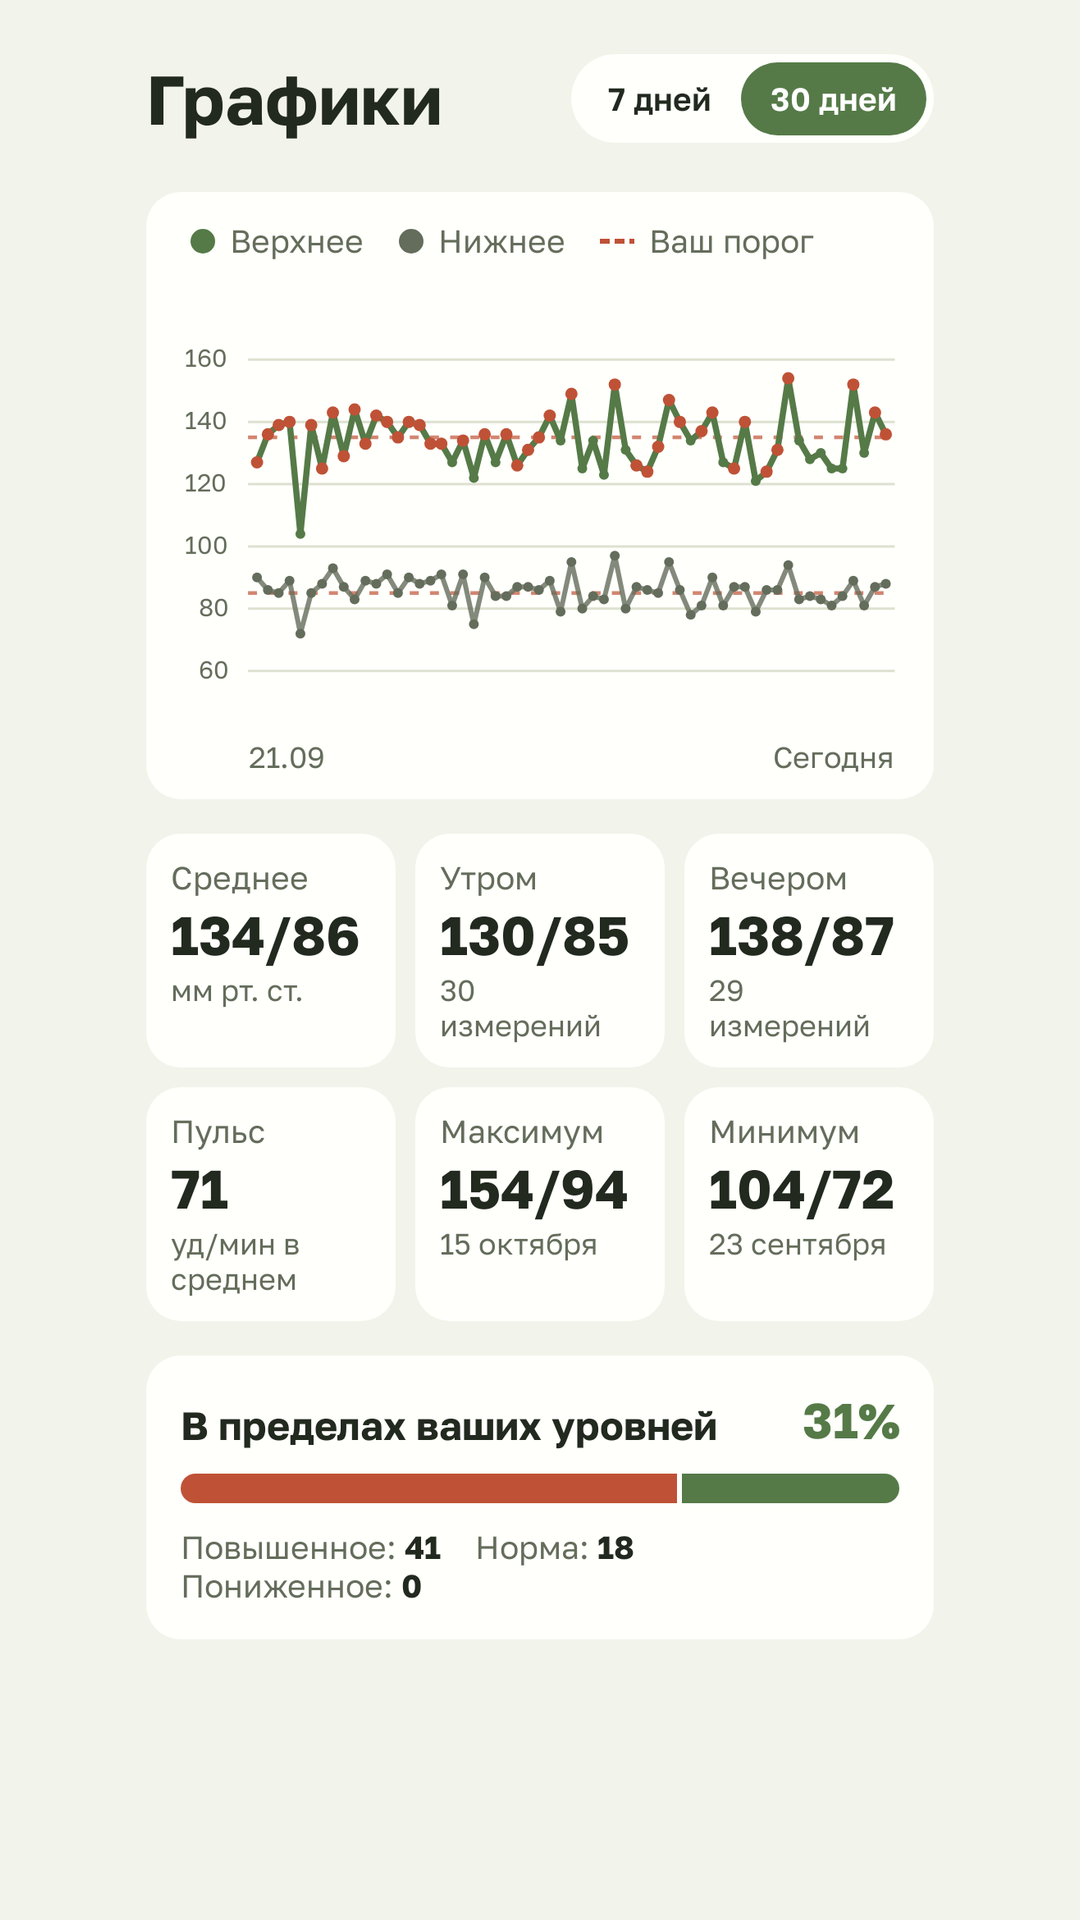 Графики
7 дней 30 дней
Верхнее Нижнее Ваш порог
160
140
120
100
80
60
21.09 Сегодня
Среднее
134/86
мм рт. ст.
Утром
130/85
30
измерений
Вечером
138/87
29
измерений
Пульс
71
уд/мин в
среднем
Максимум
154/94
15 октября
Минимум
104/72
23 сентября
В пределах ваших уровней 31%
Повышенное: 41 Норма: 18
Пониженное: 0